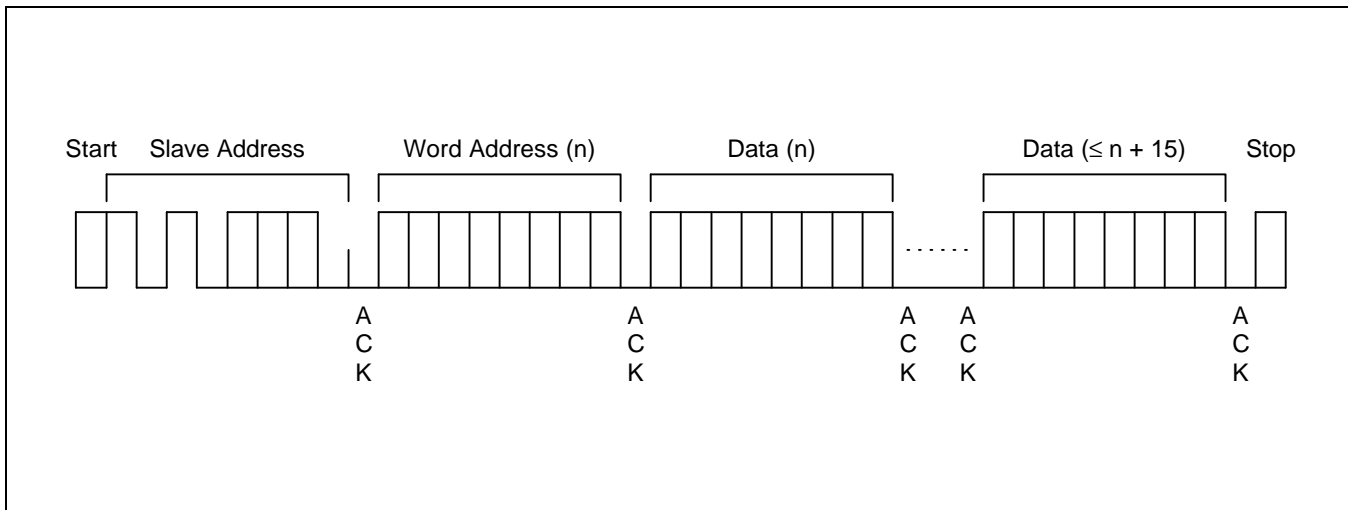 Start Slave Address Word Address (n) Data (n) Data (≤ n + 15) Stop
......
A A A A A
C C C C C
K K K K K